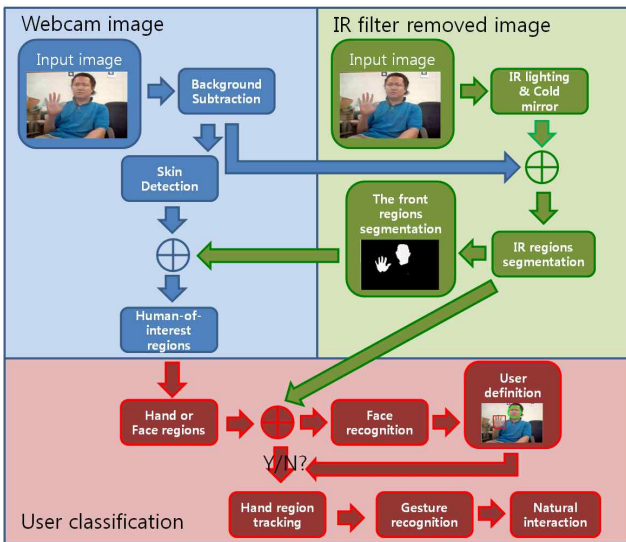 Webcam image
Input image
Background
Subtraction
Skin
Detection
Human-of-
interest
regions
IR filter removed image
Input image
IR lighting
& Cold
mirror
The front
regions
segmentation
IR regions
segmentation
Hand or
Face regions
Face
recognition
User
definition
Y/N?
Hand region
tracking
Gesture
recognition
Natural
interaction
User classification